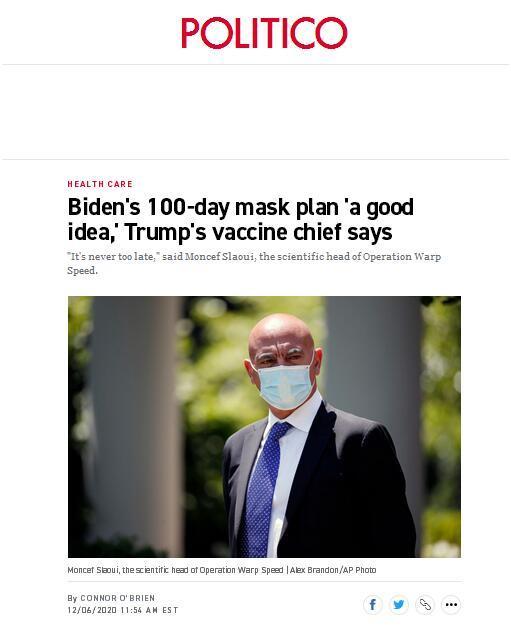 POLITICO
HEALTH CARE
Biden's 100-day mask plan 'a good
idea,' Trump's vaccine chief says
"It's never too late," said Moncef Slaoui, the scientific head of Operation Warp
Speed.
Moncef Slaoui, the scientific head of Operation Warp Speed | Alex Brandon/AP Photo
By CONNOR O'BRIEN
12/06/2020 11:54 AM EST